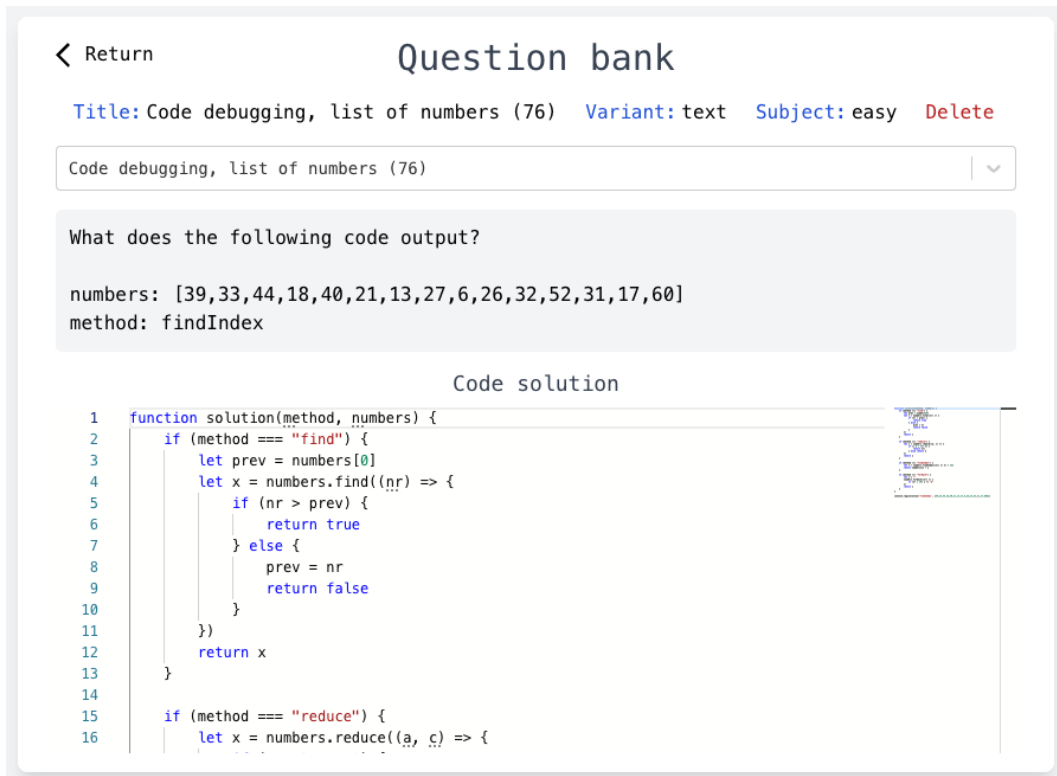 Return
Question bank
Title: Code debugging, list of numbers (76) Variant: text Subject: easy Delete
Code debugging, list of numbers (76)
What does the following code output?
numbers: [39,33,44,18,40,21,13,27,6,26,32,52,31,17,60]
method: findIndex
Code solution
1 function solution(method, numbers) {
2     if (method === "find") {
3         let prev = numbers[0]
4         let x = numbers.find((nr) => {
5             if (nr > prev) {
6                 return true
7             } else {
8                 prev = nr
9                 return false
10             }
11         })
12         return x
13     }
14
15     if (method === "reduce") {
16         let x = numbers.reduce((a, c) => {